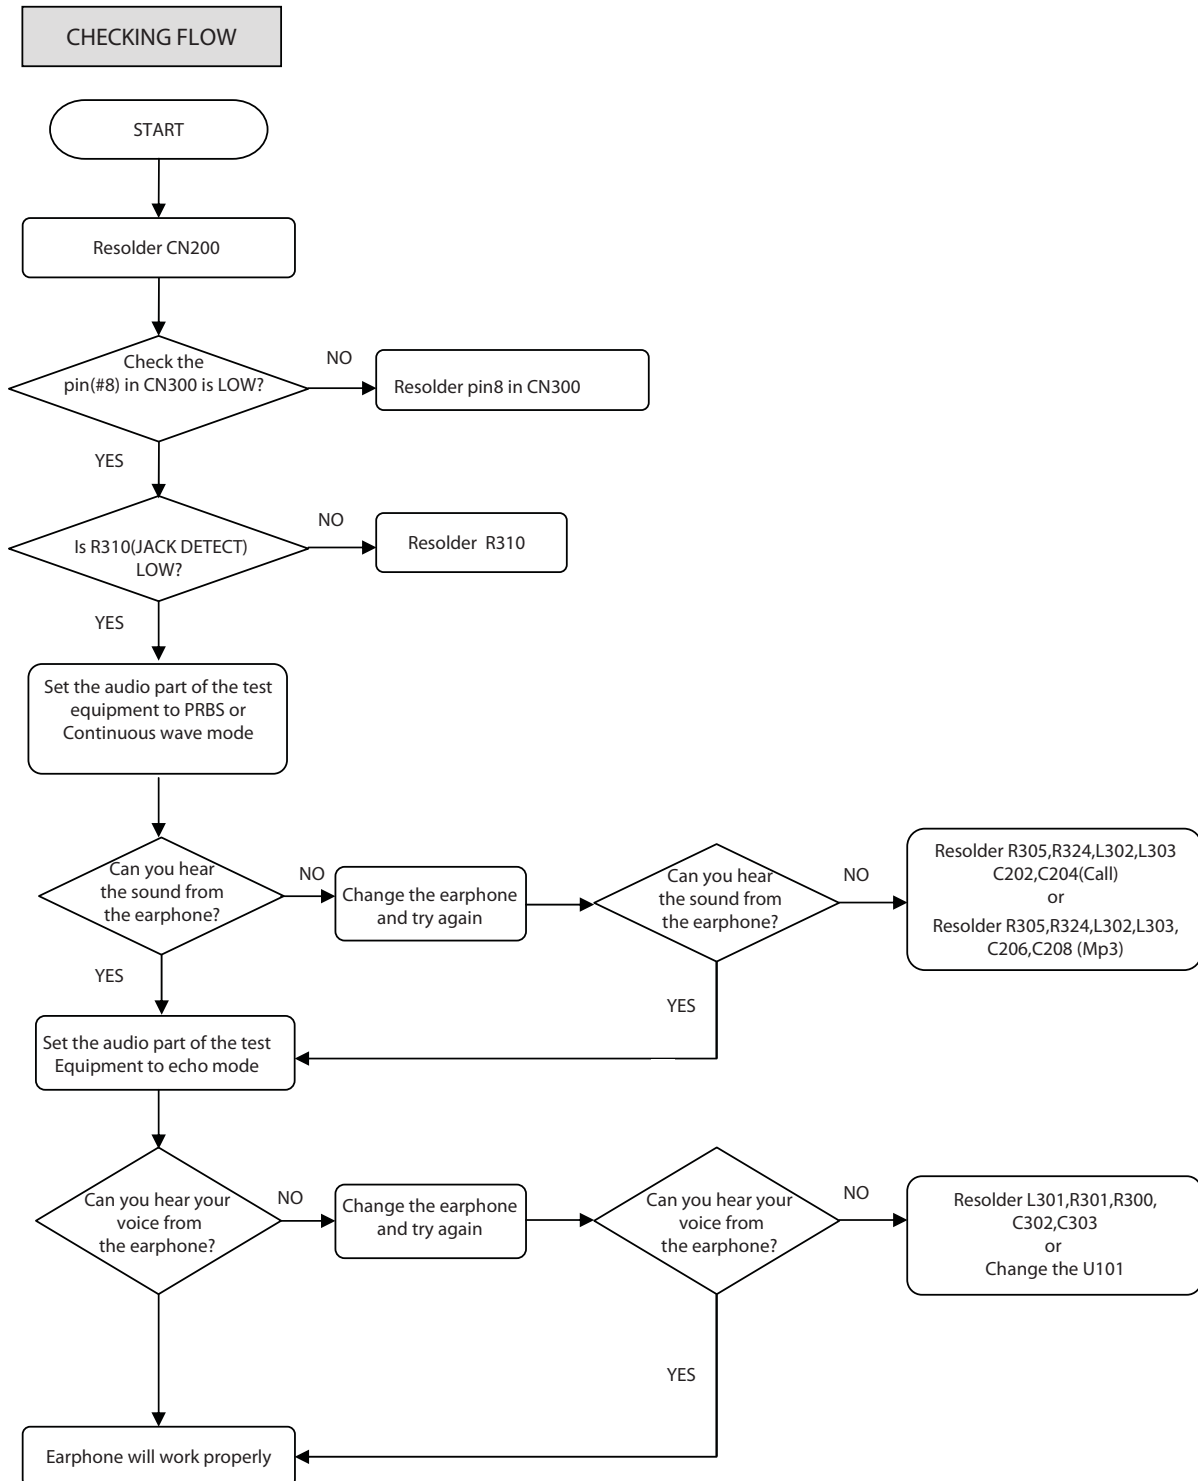 CHECKING FLOW
START
Resolder CN200
Check the
pin(#8) in CN300 is LOW?
NO
Resolder pin8 in CN300
YES
Is R310(JACK DETECT)
LOW?
NO
Resolder R310
YES
Set the audio part of the test
equipment to PRBS or
Continuous wave mode
Can you hear
the sound from
the earphone?
NO
Change the earphone
and try again
Can you hear
the sound from
the earphone?
NO
Resolder R305,R324,L302,L303
C202,C204(Call)
or
Resolder R305,R324,L302,L303,
C206,C208 (Mp3)
YES
YES
Set the audio part of the test
Equipment to echo mode
Can you hear your
voice from
the earphone?
NO
Change the earphone
and try again
Can you hear your
voice from
the earphone?
NO
Resolder L301,R301,R300,
C302,C303
or
Change the U101
YES
Earphone will work properly